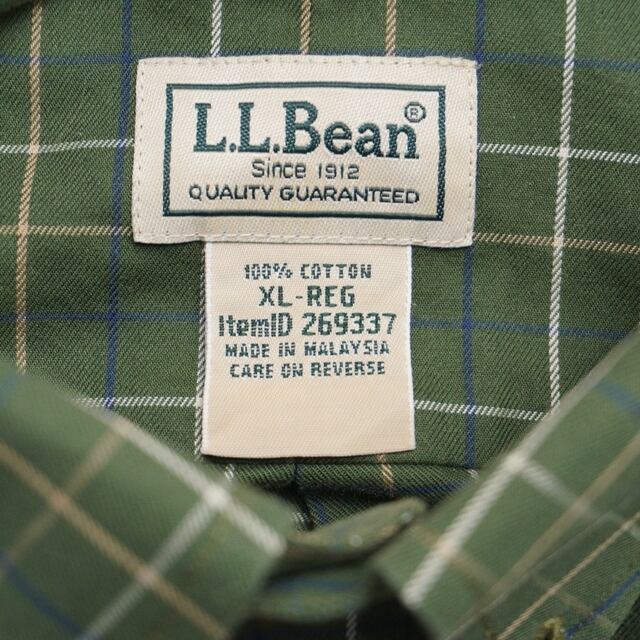 L.L.Bean®
Since 1912
QUALITY GUARANTEED
100% COTTON
XL-REG
ItemID 269337
MADE IN MALAYSIA
CARE ON REVERSE